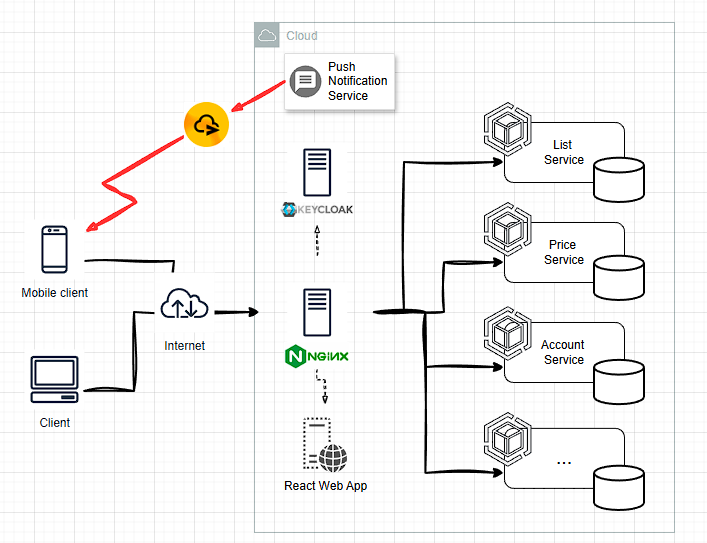 Cloud
Push
Notification
Service
List
Service
KEYCLOAK
Price
Service
Mobile client
Internet
NGINX
Account
Service
Client
React Web App
...